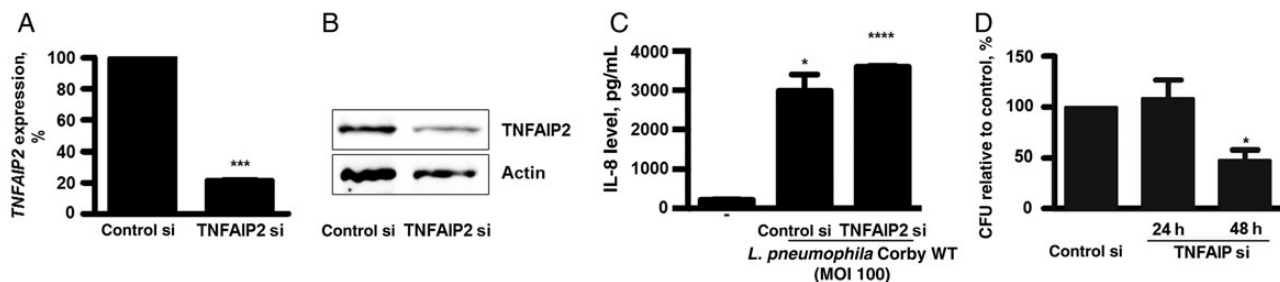 A
TNFAIP2 expression,
%
100
80
60
40
20
0
***
Control si
TNFAIP2 si
B
TNFAIP2
Actin
Control si TNFAIP2 si
C
IL-8 level, pg/mL
4000
3000
2000
1000
0
*
****
-
Control si TNFAIP2 si
L. pneumophila Corby WT
(MOI 100)
D
CFU relative to control, %
150
100
50
0
*
24 h
48 h
Control si
TNFAIP si